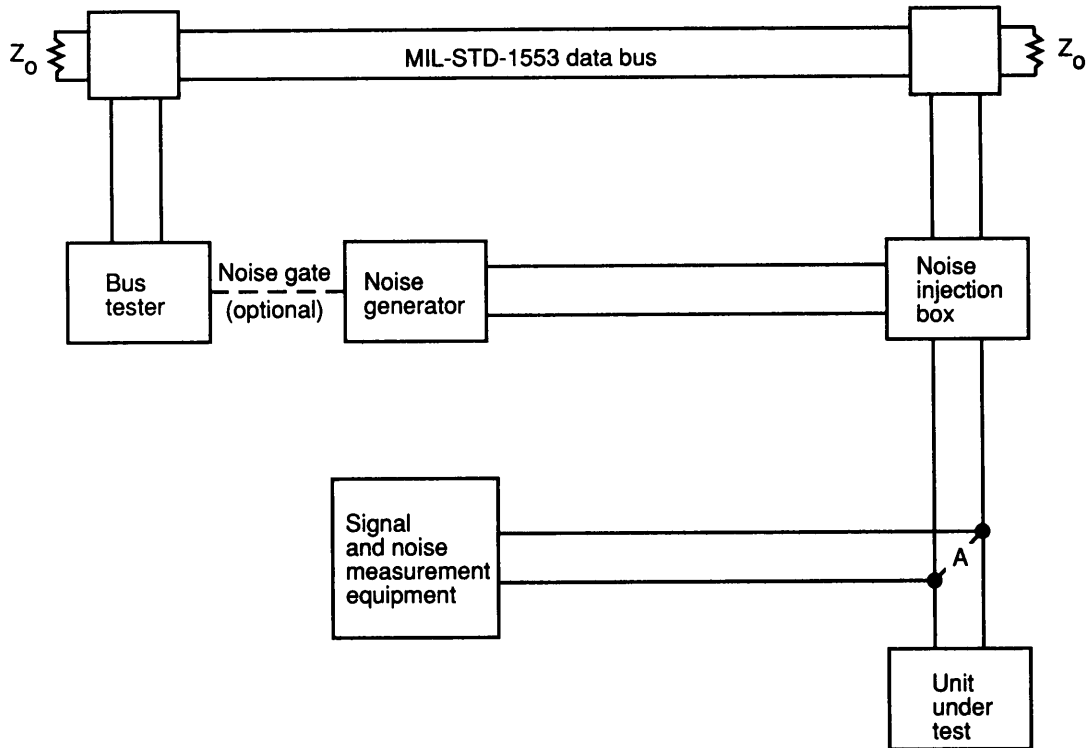 Z₀
MIL-STD-1553 data bus
Z₀
Bus
tester
Noise gate
(optional)
Noise
generator
Noise
injection
box
Signal
and noise
measurement
equipment
A
Unit
under
test